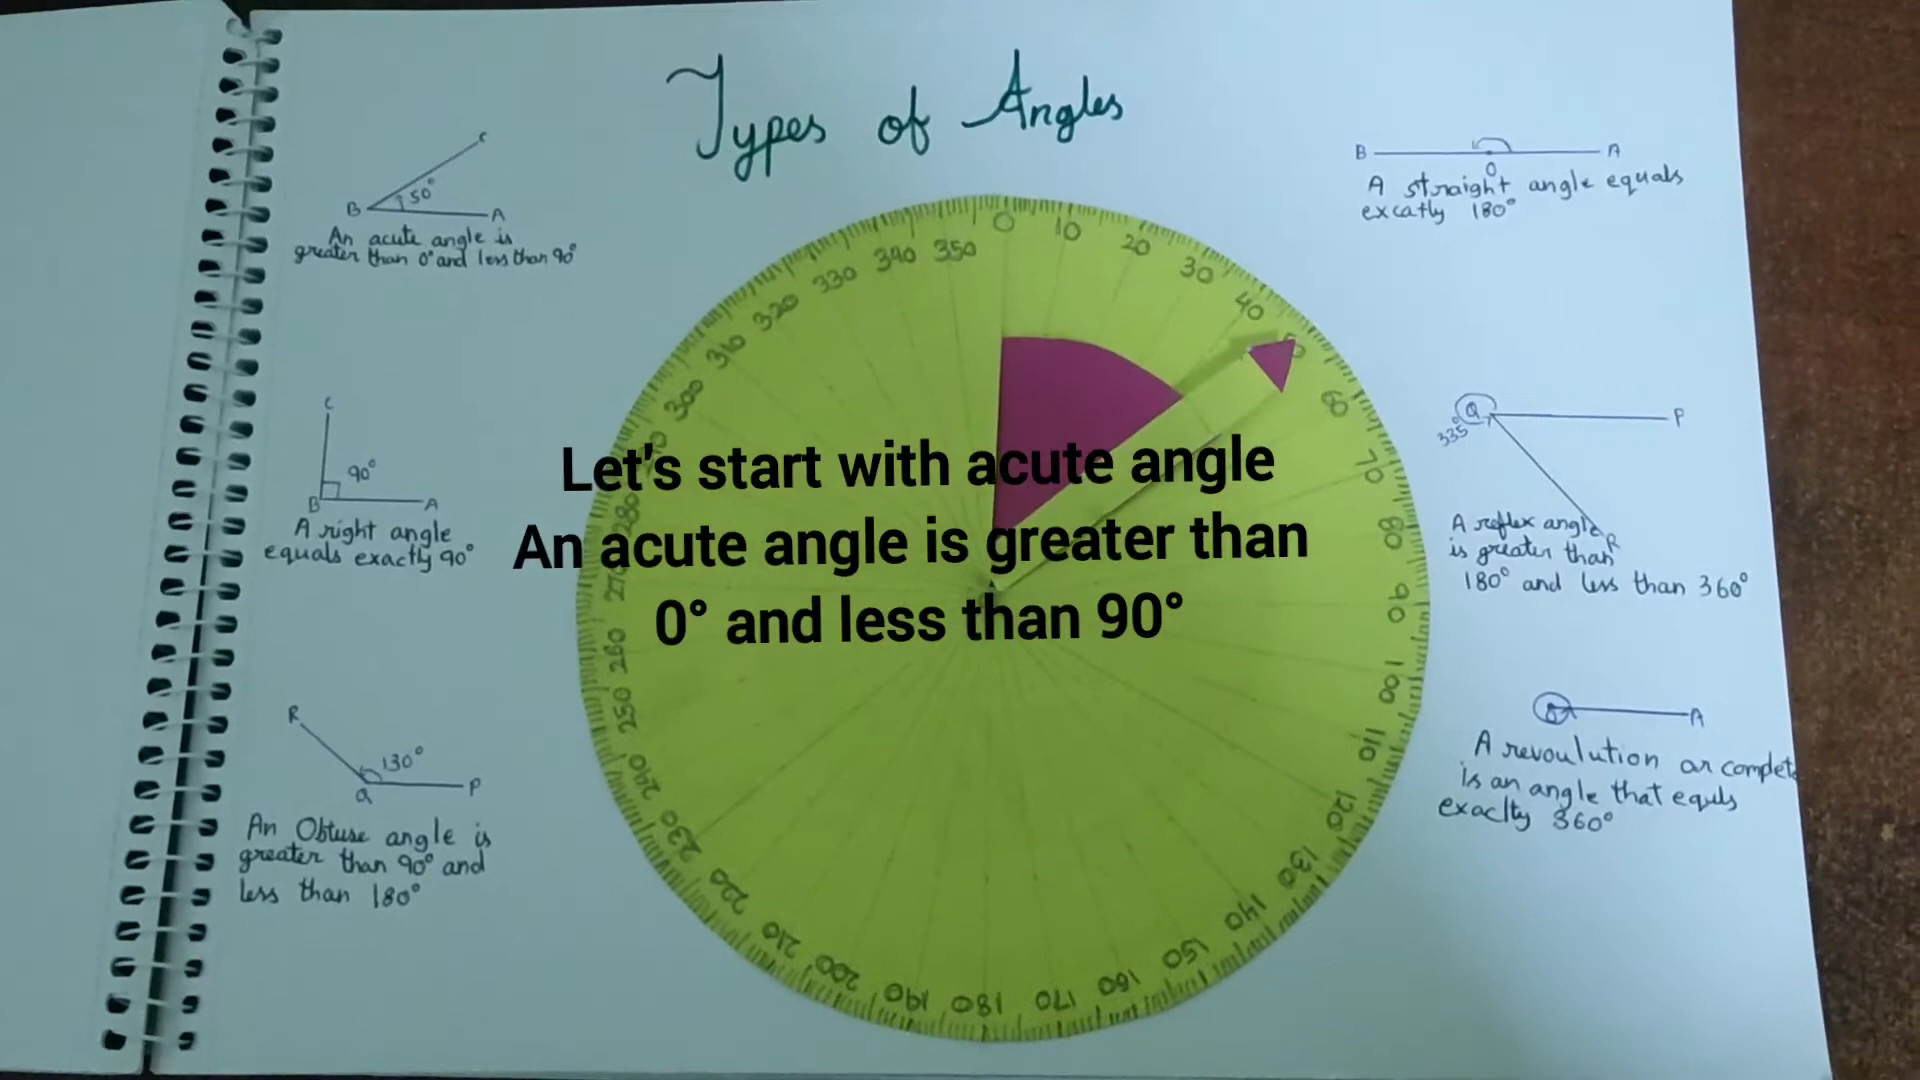 Types of Angles
C
50°
B
A
An acute angle is
greater than 0° and less than 90°
C
90°
B
A
A right angle
equals exactly 90°
R
130°
Q
P
An Obtuse angle is
greater than 90° and
less than 180°
0
10
20
30
40
50
60
70
80
90
100
110
120
130
140
150
160
170
180
190
200
210
220
230
240
250
260
270
280
300
310
320
330
340
350
Let's start with acute angle
An acute angle is greater than
0° and less than 90°
B
O
A
A straight angle equals
excatly 180°
Q
P
335°
R
A reflex angle
is greater than
180° and less than 360°
O
A
A revoulution or complete
is an angle that equls
exaclty 360°